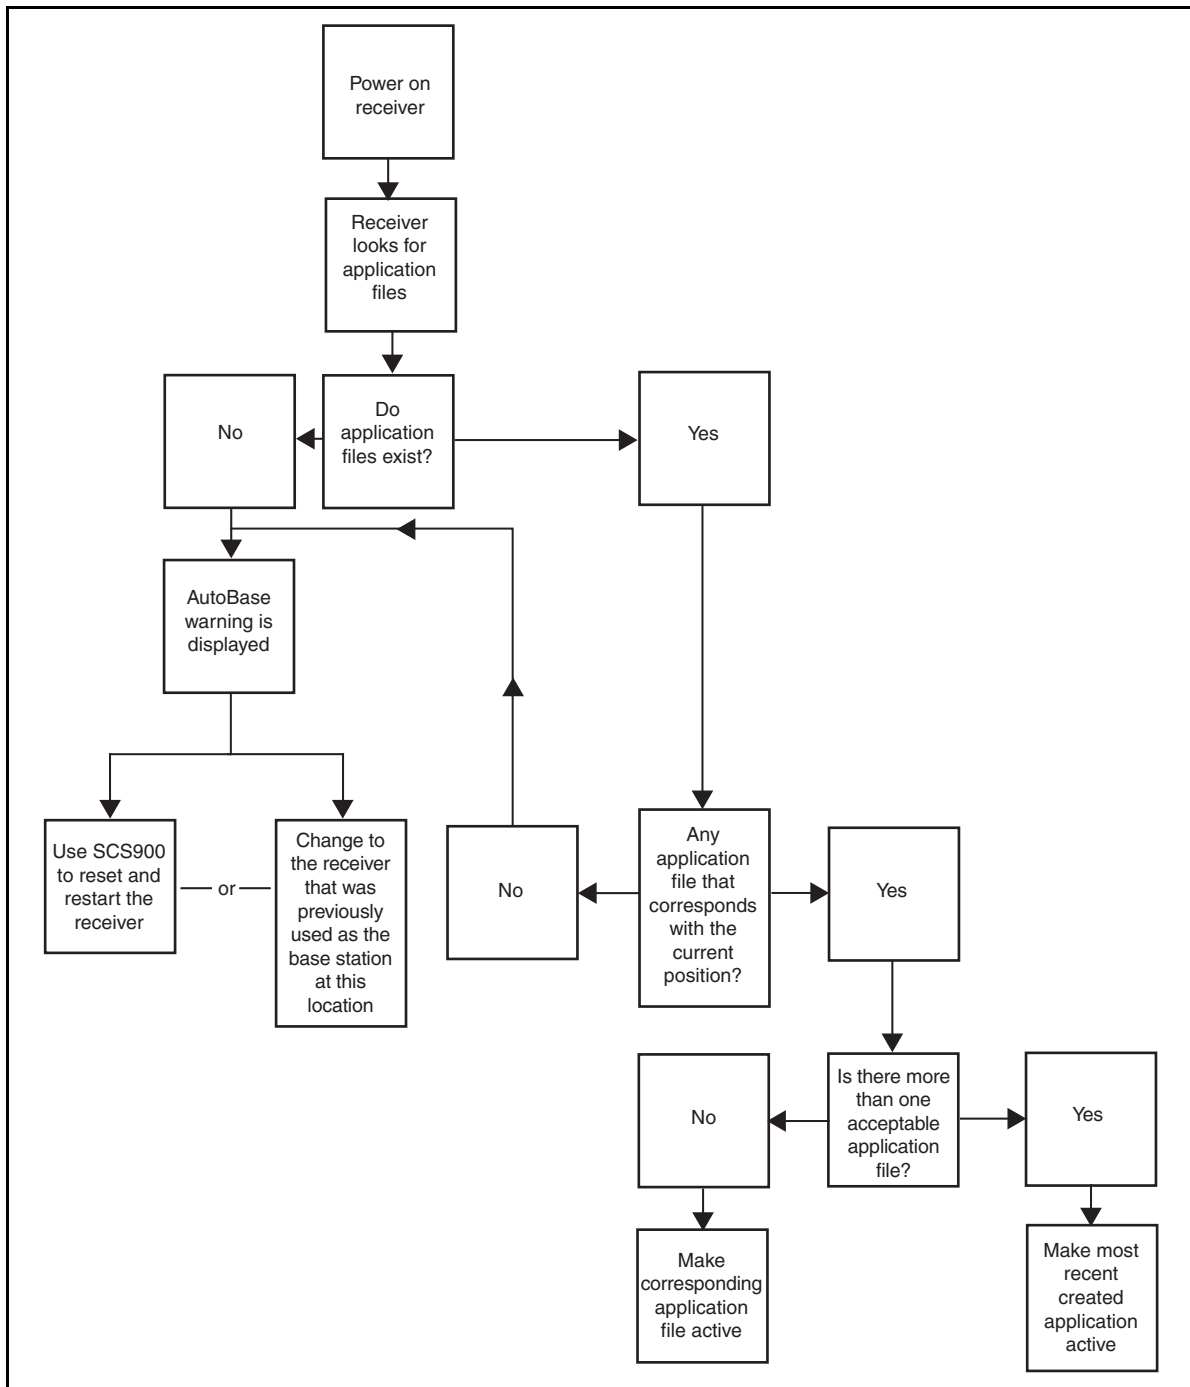 Power on
receiver
Receiver
looks for
application
files
No
Do
application
files exist?
Yes
AutoBase
warning is
displayed
Use SCS900
to reset and
restart the
receiver
or
Change to
the receiver
that was
previously
used as the
base station
at this
location
No
Any
application
file that
corresponds
with the
current
position?
Yes
No
Is there more
than one
acceptable
application
file?
Yes
Make
corresponding
application
file active
Make most
recent
created
application
active